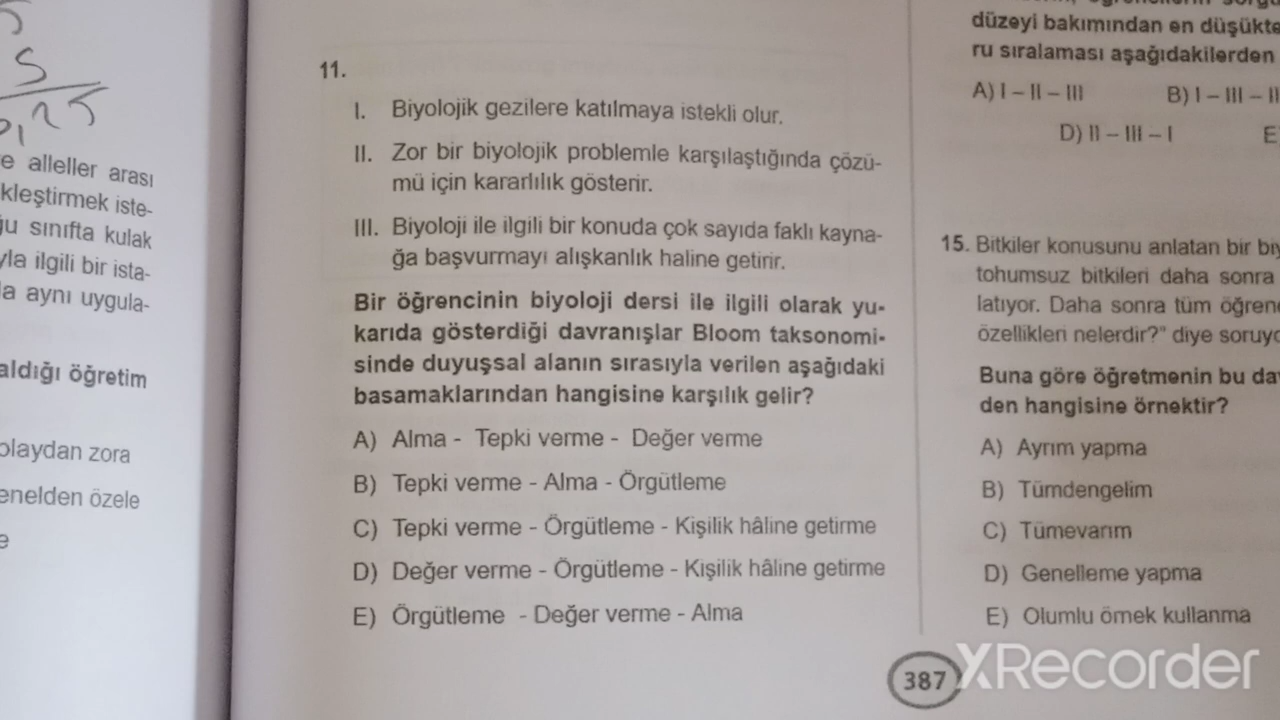 5
25
e alleller arası
kleştirmek iste-
ğu sınıfta kulak
yla ilgili bir ista-
la aynı uygula-
aldığı öğretim
olaydan zora
enelden özele
e
11.
I. Biyolojik gezilere katılmaya istekli olur.
II. Zor bir biyolojik problemle karşılaştığında çözü-
mü için kararlılık gösterir.
III. Biyoloji ile ilgili bir konuda çok sayıda faklı kayna-
ğa başvurmayı alışkanlık haline getirir.
Bir öğrencinin biyoloji dersi ile ilgili olarak yu-
karıda gösterdiği davranışlar Bloom taksonomi-
sinde duyuşsal alanın sırasıyla verilen aşağıdaki
basamaklarından hangisine karşılık gelir?
A) Alma - Tepki verme - Değer verme
B) Tepki verme - Alma - Örgütleme
C) Tepki verme - Örgütleme - Kişilik hâline getirme
D) Değer verme - Örgütleme - Kişilik hâline getirme
E) Örgütleme - Değer verme - Alma
düzeyi bakımından en düşükte
ru sıralaması aşağıdakilerden
A) I – II – III B) I – III – II
D) II – III – I E
15. Bitkiler konusunu anlatan bir biy
tohumsuz bitkileri daha sonra
latıyor. Daha sonra tüm öğrenc
özellikleri nelerdir?" diye soruyo
Buna göre öğretmenin bu dav
den hangisine örnektir?
A) Ayrım yapma
B) Tümdengelim
C) Tümevarım
D) Genelleme yapma
E) Olumlu örnek kullanma
387
XRecorder